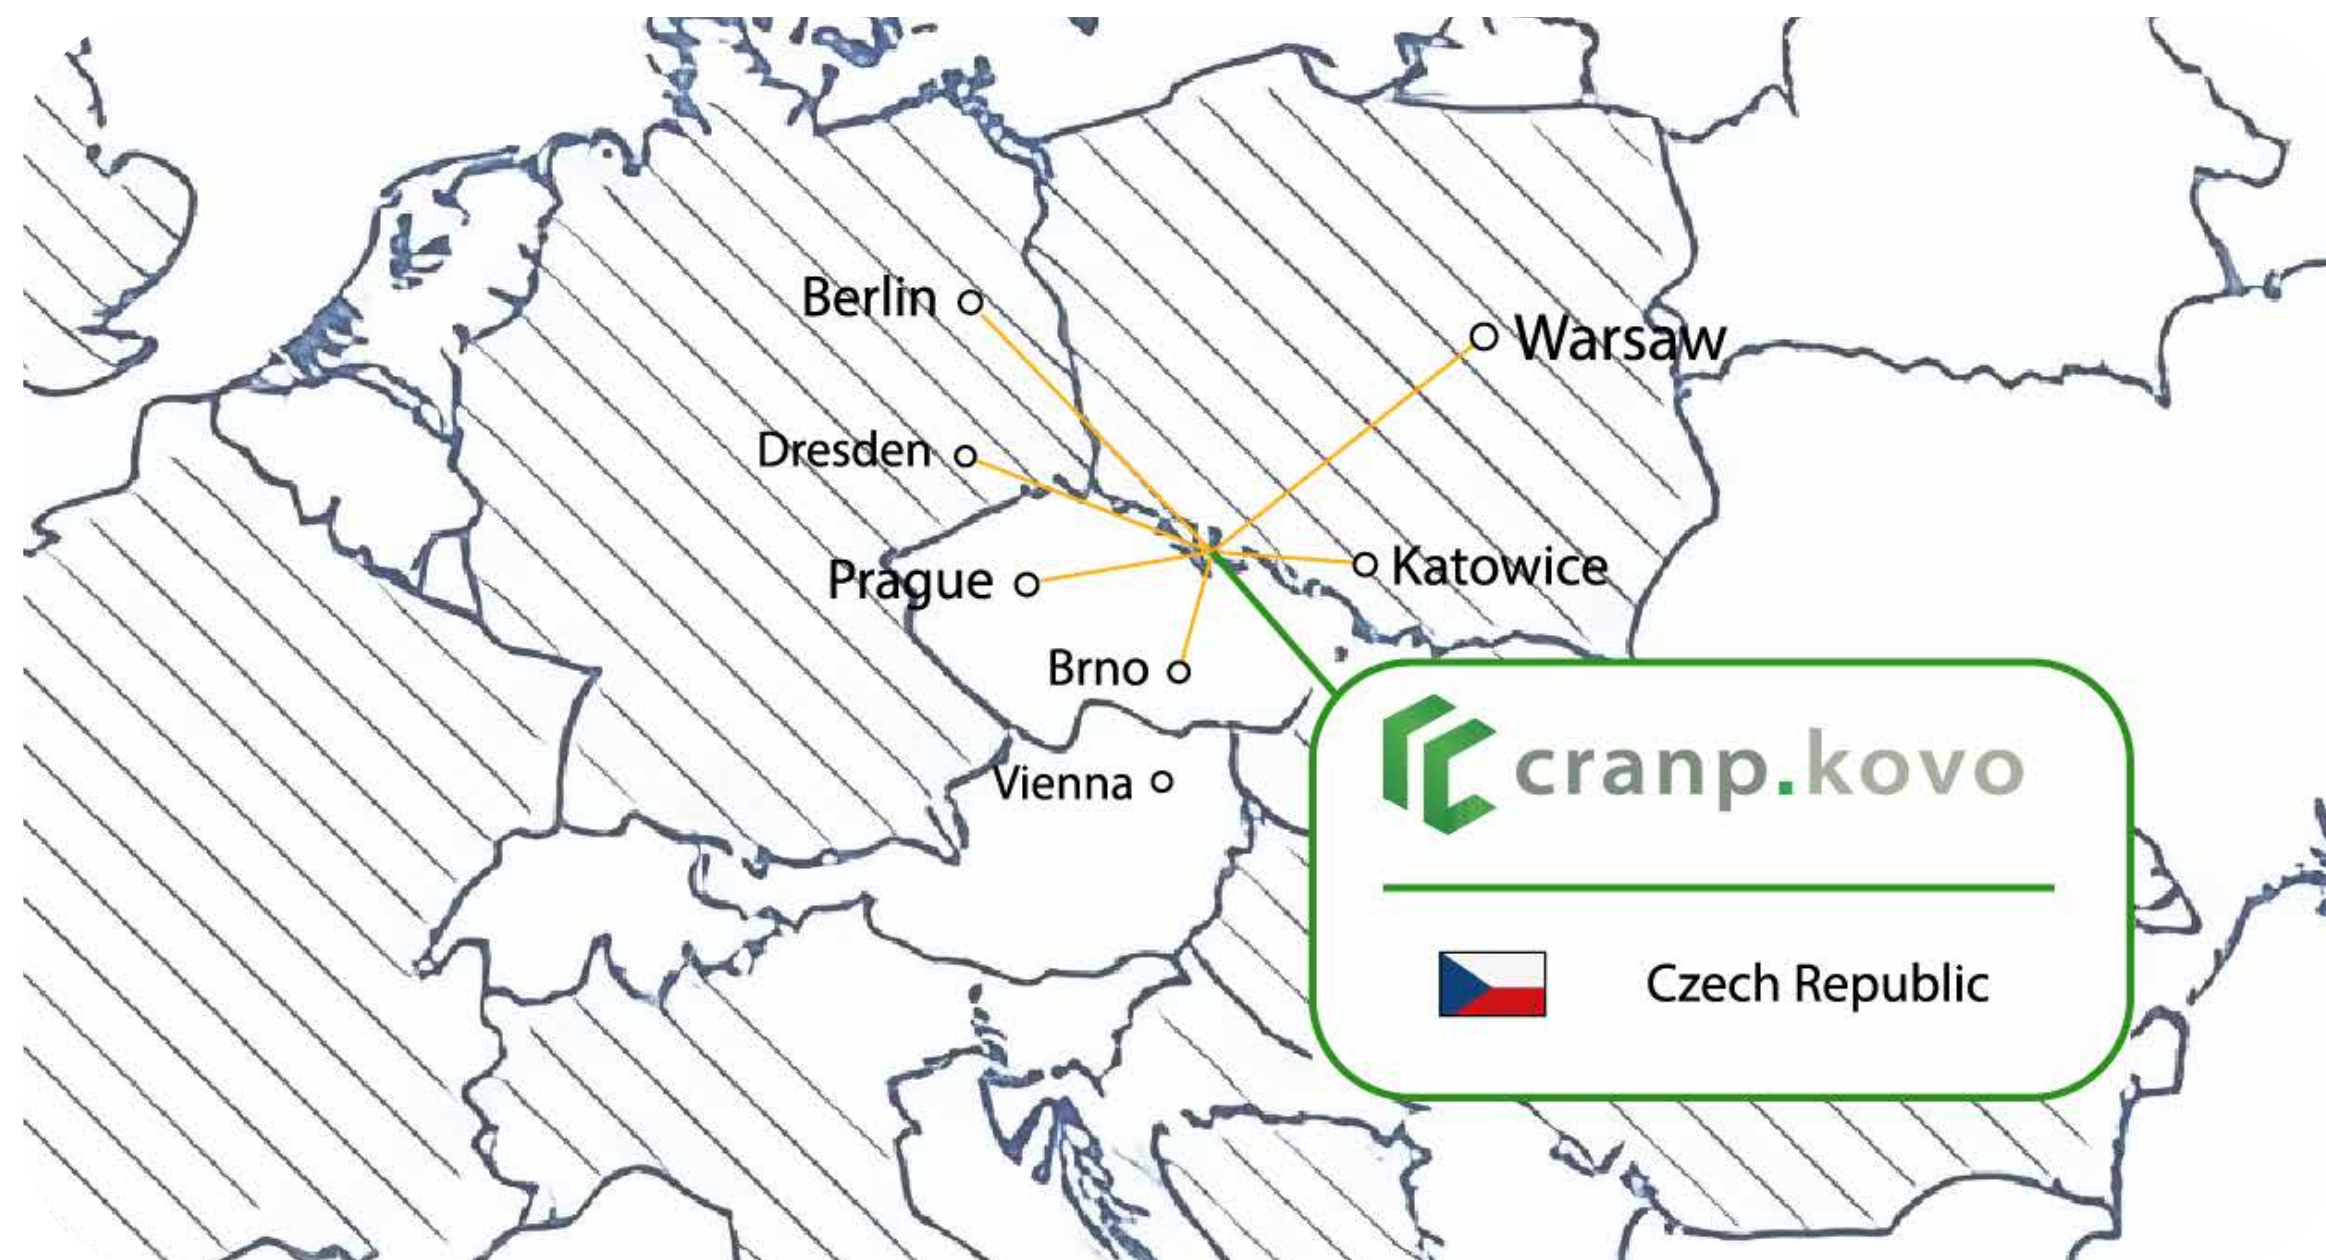 Berlin
Warsaw
Dresden
Prague
Katowice
Brno
Vienna
cranp.kovo
Czech Republic